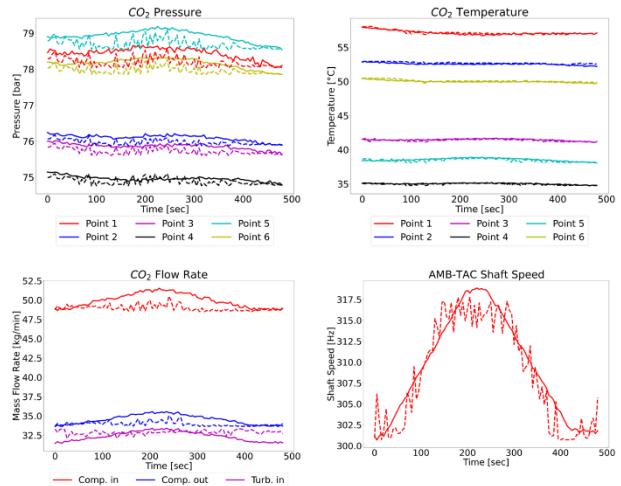 CO2 Pressure
79
78
77
76
75
Pressure [bar]
0 100 200 300 400 500
Time [sec]
Point 1 Point 3 Point 5
Point 2 Point 4 Point 6
CO2 Temperature
55
50
45
40
35
Temperature [°C]
0 100 200 300 400 500
Time [sec]
Point 1 Point 3 Point 5
Point 2 Point 4 Point 6
CO2 Flow Rate
52.5
50.0
47.5
45.0
42.5
40.0
37.5
35.0
32.5
Mass Flow Rate [kg/min]
0 100 200 300 400 500
Time [sec]
Comp. in Comp. out Turb. in
AMB-TAC Shaft Speed
317.5
315.0
312.5
310.0
307.5
305.0
302.5
300.0
Shaft Speed [Hz]
0 100 200 300 400 500
Time [sec]